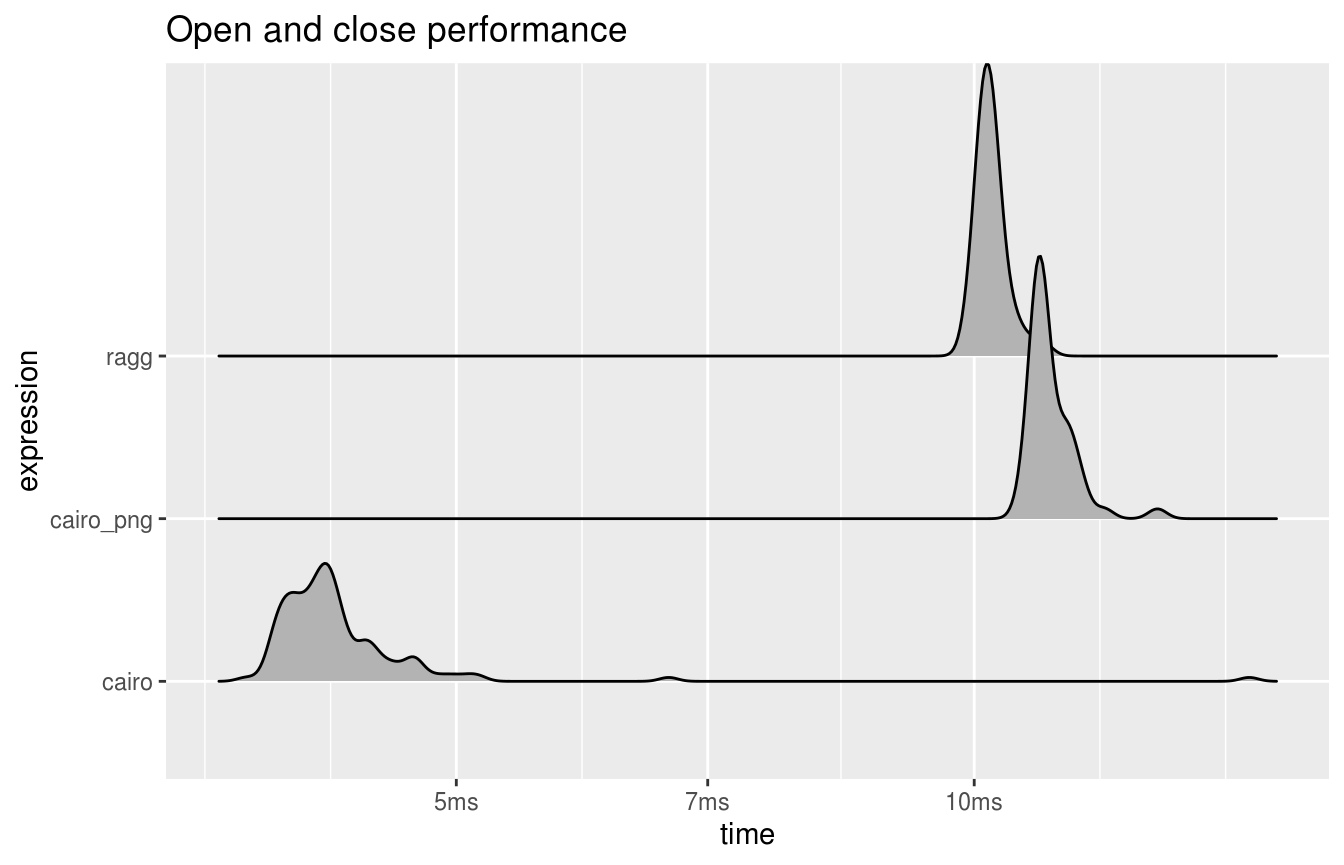 Open and close performance
expression
ragg
cairo_png
cairo
5ms 7ms 10ms
time